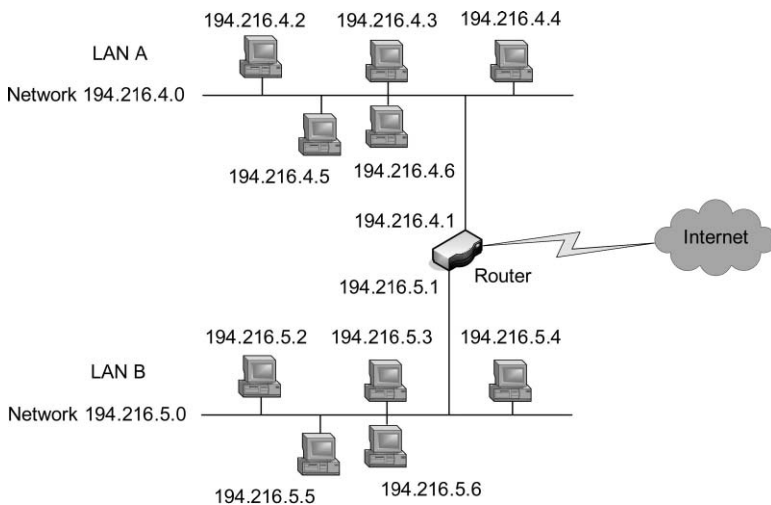 194.216.4.2
194.216.4.3
194.216.4.4
LAN A
Network 194.216.4.0
194.216.4.5
194.216.4.6
194.216.4.1
Internet
Router
194.216.5.1
194.216.5.2
194.216.5.3
194.216.5.4
LAN B
Network 194.216.5.0
194.216.5.5
194.216.5.6